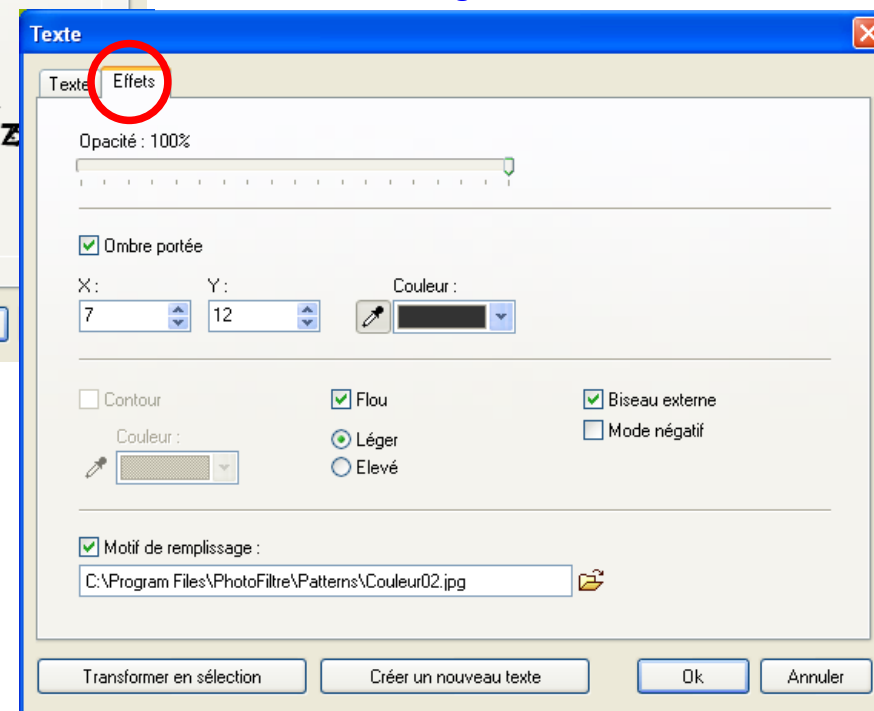 Texte
Texte Effets
Opacité : 100%
Ombre portée
X : Y : Couleur :
7 12
Contour Flou Biseau externe
Couleur : Léger Mode négatif
Elevé
Motif de remplissage :
C:\Program Files\PhotoFiltre\Patterns\Couleur02.jpg
Transformer en sélection Créer un nouveau texte Ok Annuler